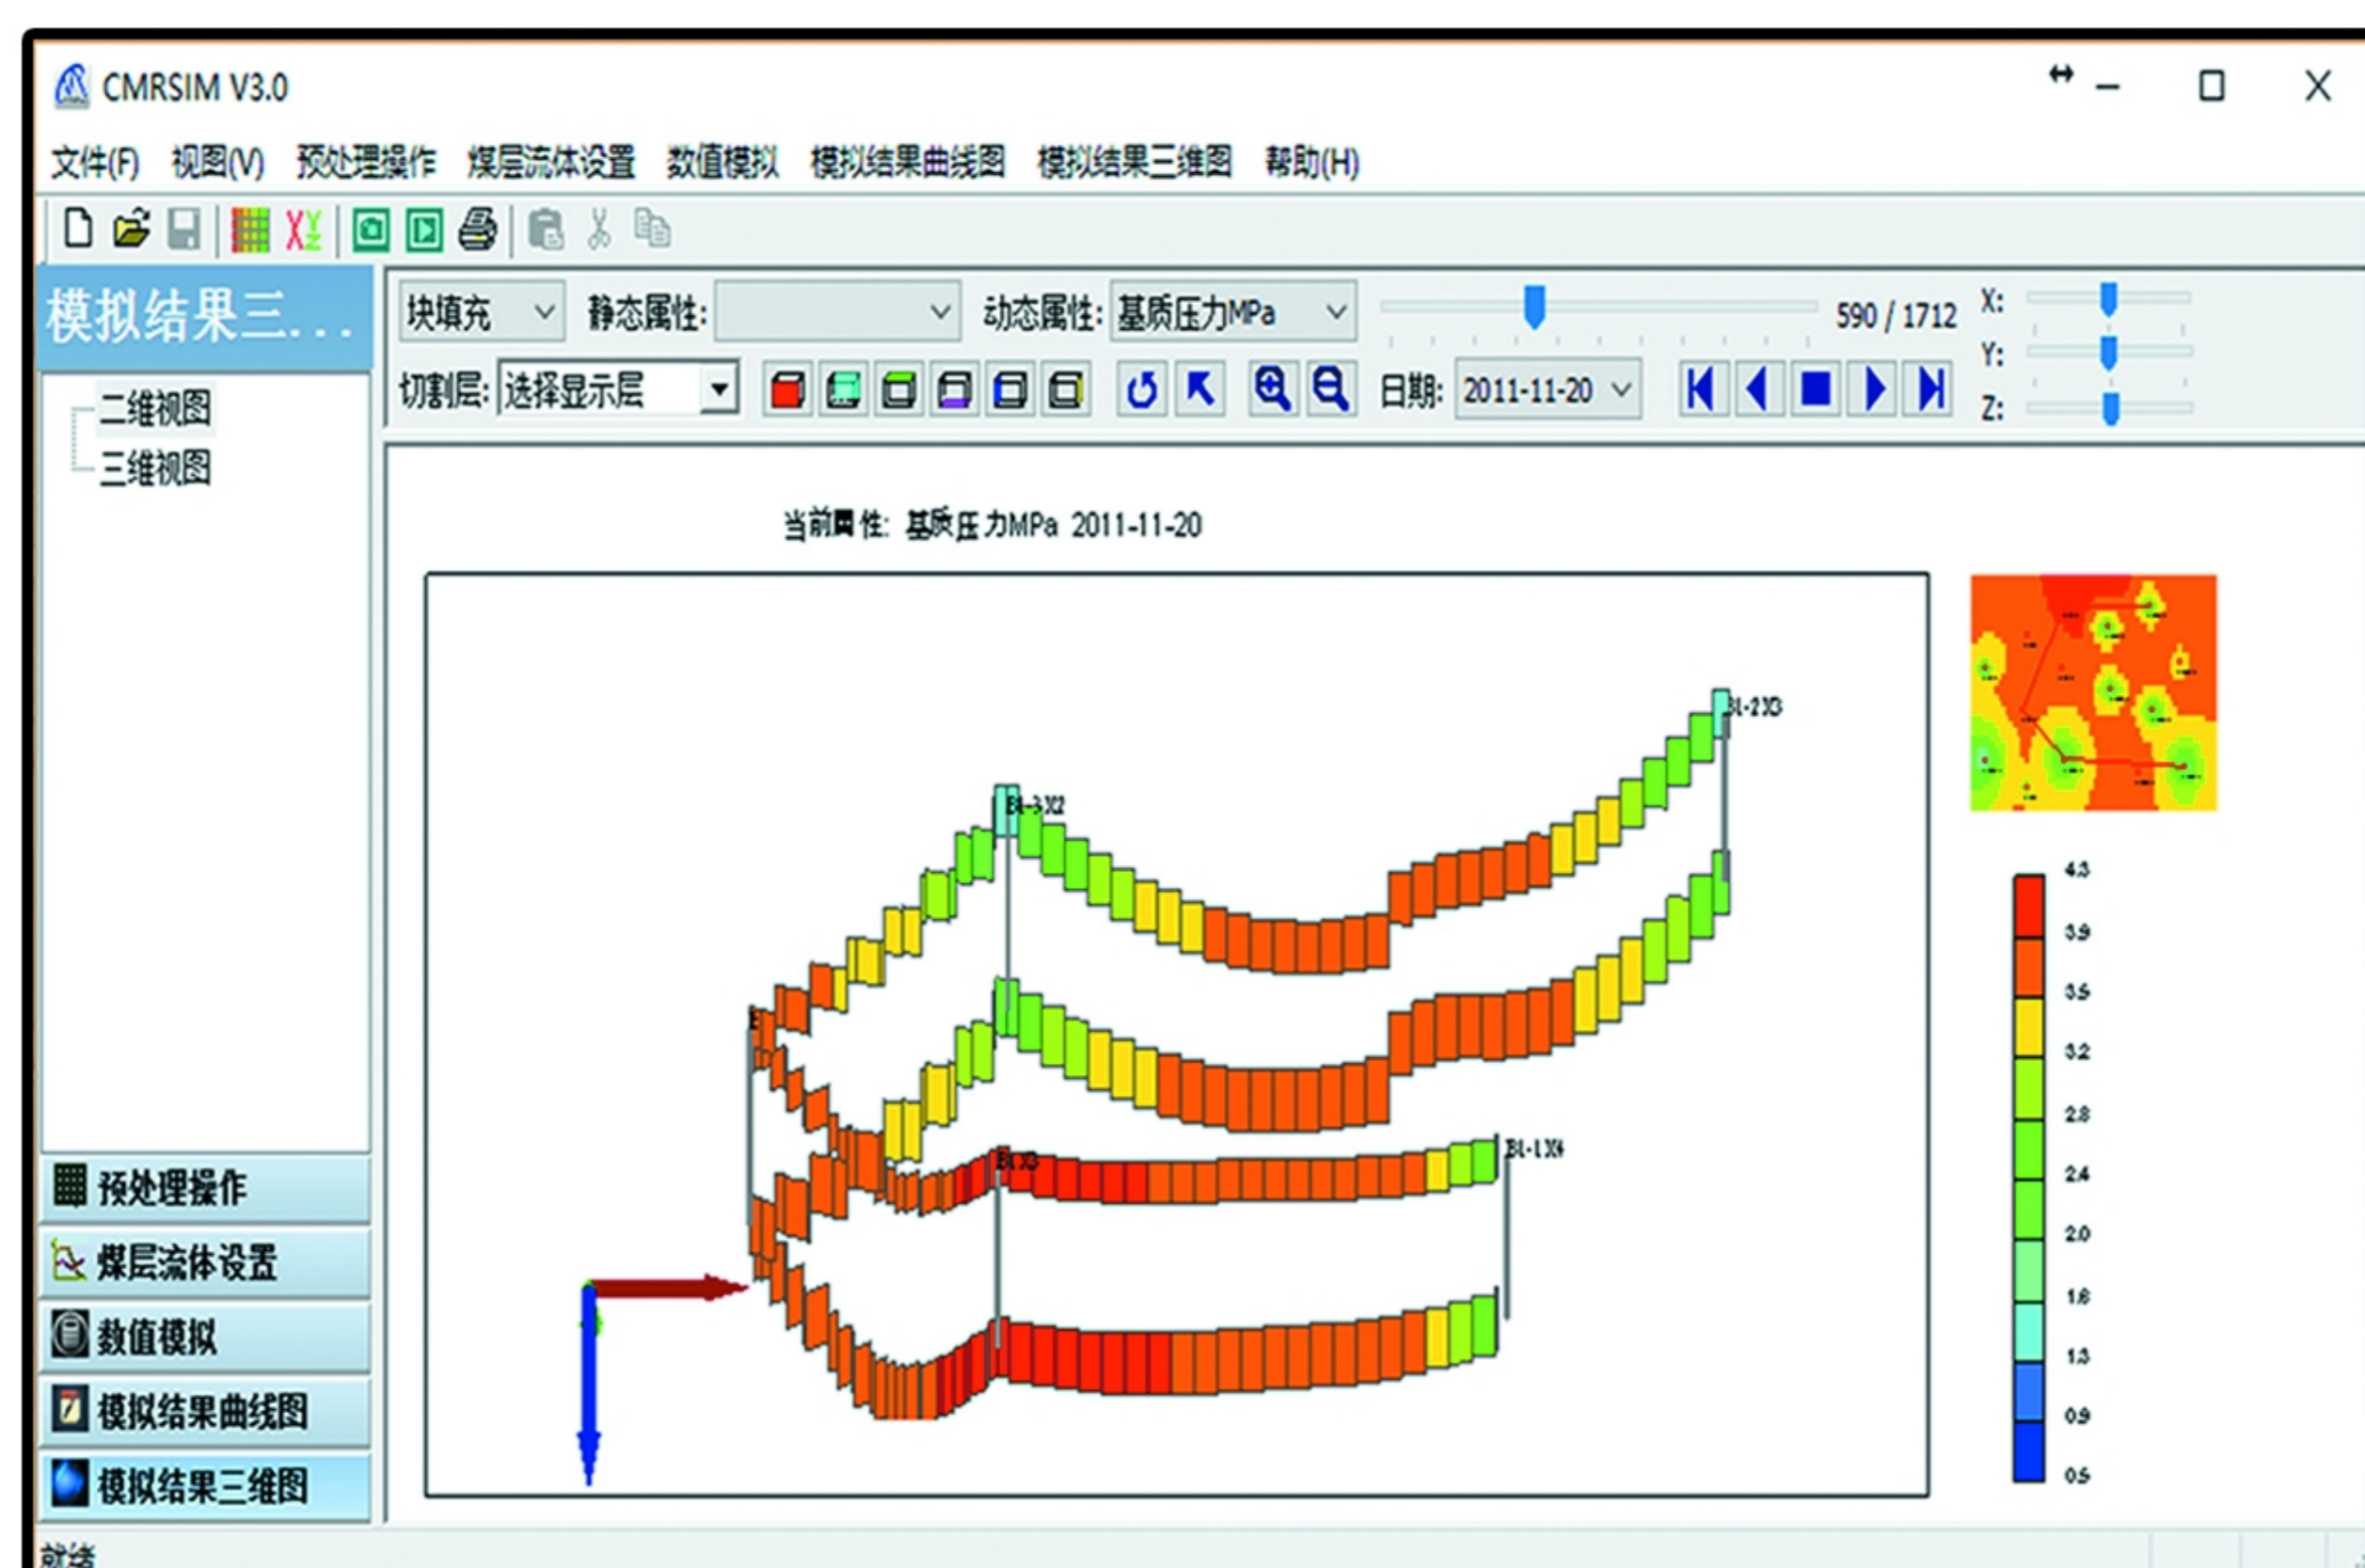 CMRSIM V3.0
文件(F) 视图(V) 预处理操作 煤层流体设置 数值模拟 模拟结果曲线图 模拟结果三维图 帮助(H)
模拟结果三...
块填充 静态属性: 动态属性: 基质压力MPa 590 / 1712 X:
Y:
切割层: 选择显示层 日期: 2011-11-20 Z:
二维视图
三维视图
当前属性: 基质压力MPa 2011-11-20
B1-2X3
B1-3X2
B1X3
B1-1X4
4.3
3.9
3.5
3.2
2.8
2.4
2.0
1.6
1.3
0.9
0.5
预处理操作
煤层流体设置
数值模拟
模拟结果曲线图
模拟结果三维图
就绪